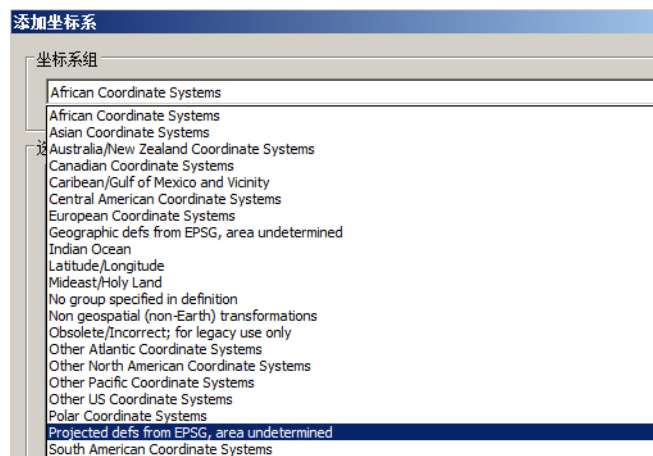 添加坐标系
坐标系组
African Coordinate Systems
African Coordinate Systems
Asian Coordinate Systems
Australia/New Zealand Coordinate Systems
Canadian Coordinate Systems
Caribean/Gulf of Mexico and Vicinity
Central American Coordinate Systems
European Coordinate Systems
Geographic defs from EPSG, area undetermined
Indian Ocean
Latitude/Longitude
Mideast/Holy Land
No group specified in definition
Non geospatial (non-Earth) transformations
Obsolete/Incorrect; for legacy use only
Other Atlantic Coordinate Systems
Other North American Coordinate Systems
Other Pacific Coordinate Systems
Other US Coordinate Systems
Polar Coordinate Systems
Projected defs from EPSG, area undetermined
South American Coordinate Systems